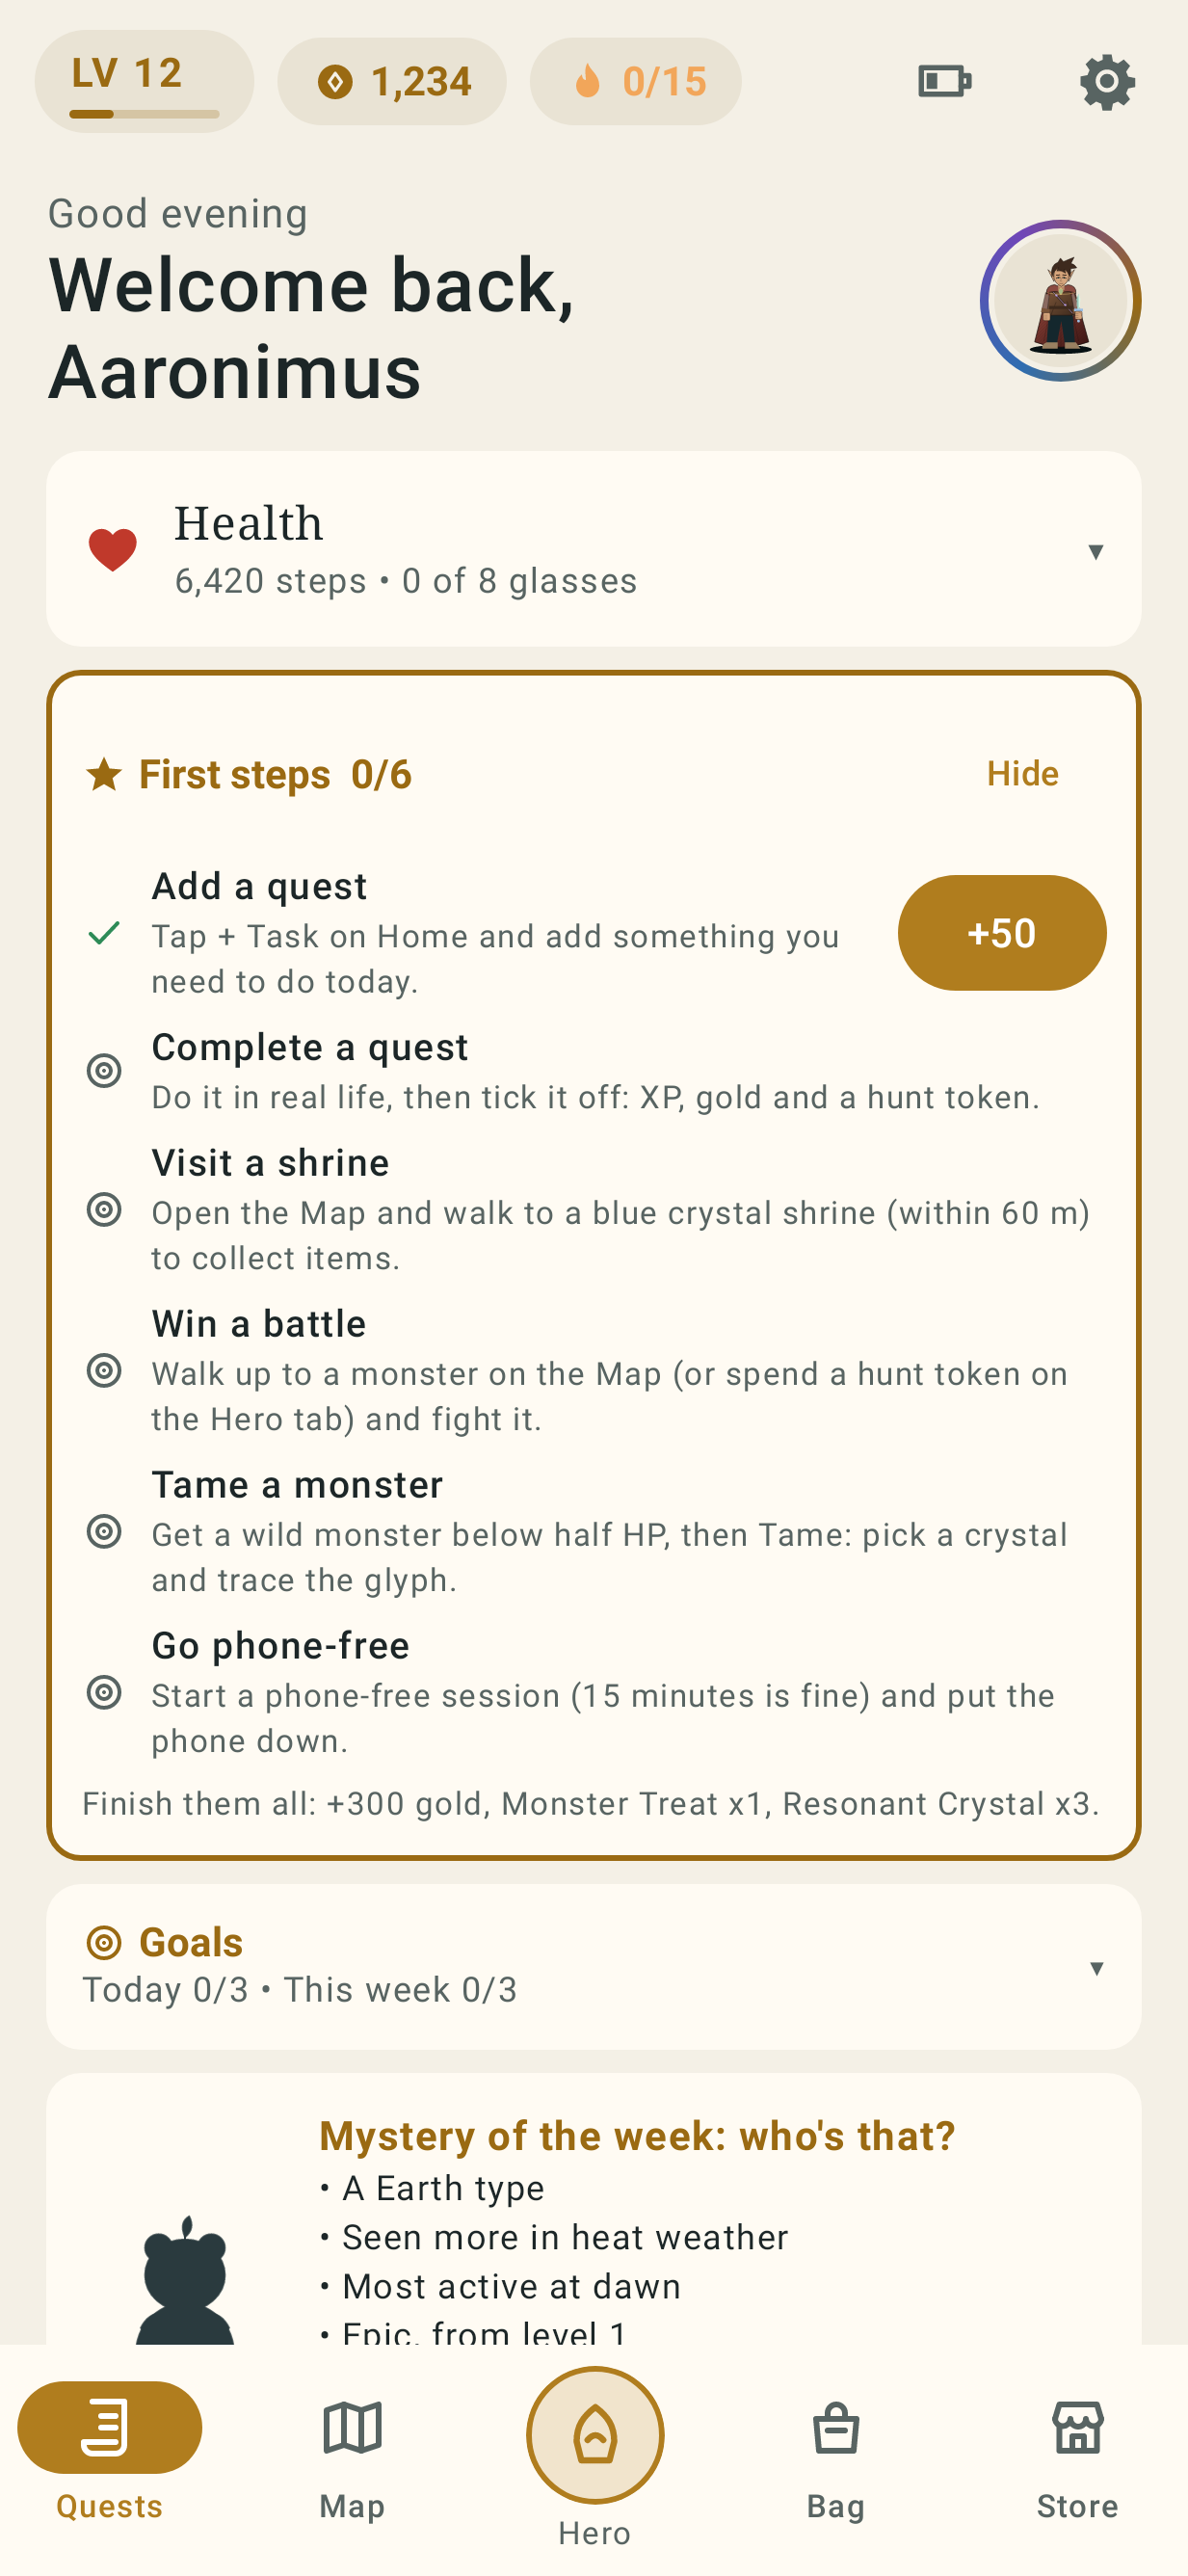 LV 12
1,234
0/15
Good evening
Welcome back,
Aaronimus
Health
6,420 steps • 0 of 8 glasses
First steps 0/6
Hide
Add a quest
Tap + Task on Home and add something you
need to do today.
+50
Complete a quest
Do it in real life, then tick it off: XP, gold and a hunt token.
Visit a shrine
Open the Map and walk to a blue crystal shrine (within 60 m)
to collect items.
Win a battle
Walk up to a monster on the Map (or spend a hunt token on
the Hero tab) and fight it.
Tame a monster
Get a wild monster below half HP, then Tame: pick a crystal
and trace the glyph.
Go phone-free
Start a phone-free session (15 minutes is fine) and put the
phone down.
Finish them all: +300 gold, Monster Treat x1, Resonant Crystal x3.
Goals
Today 0/3 • This week 0/3
Mystery of the week: who's that?
• A Earth type
• Seen more in heat weather
• Most active at dawn
• Epic, from level 1
Quests
Map
Hero
Bag
Store